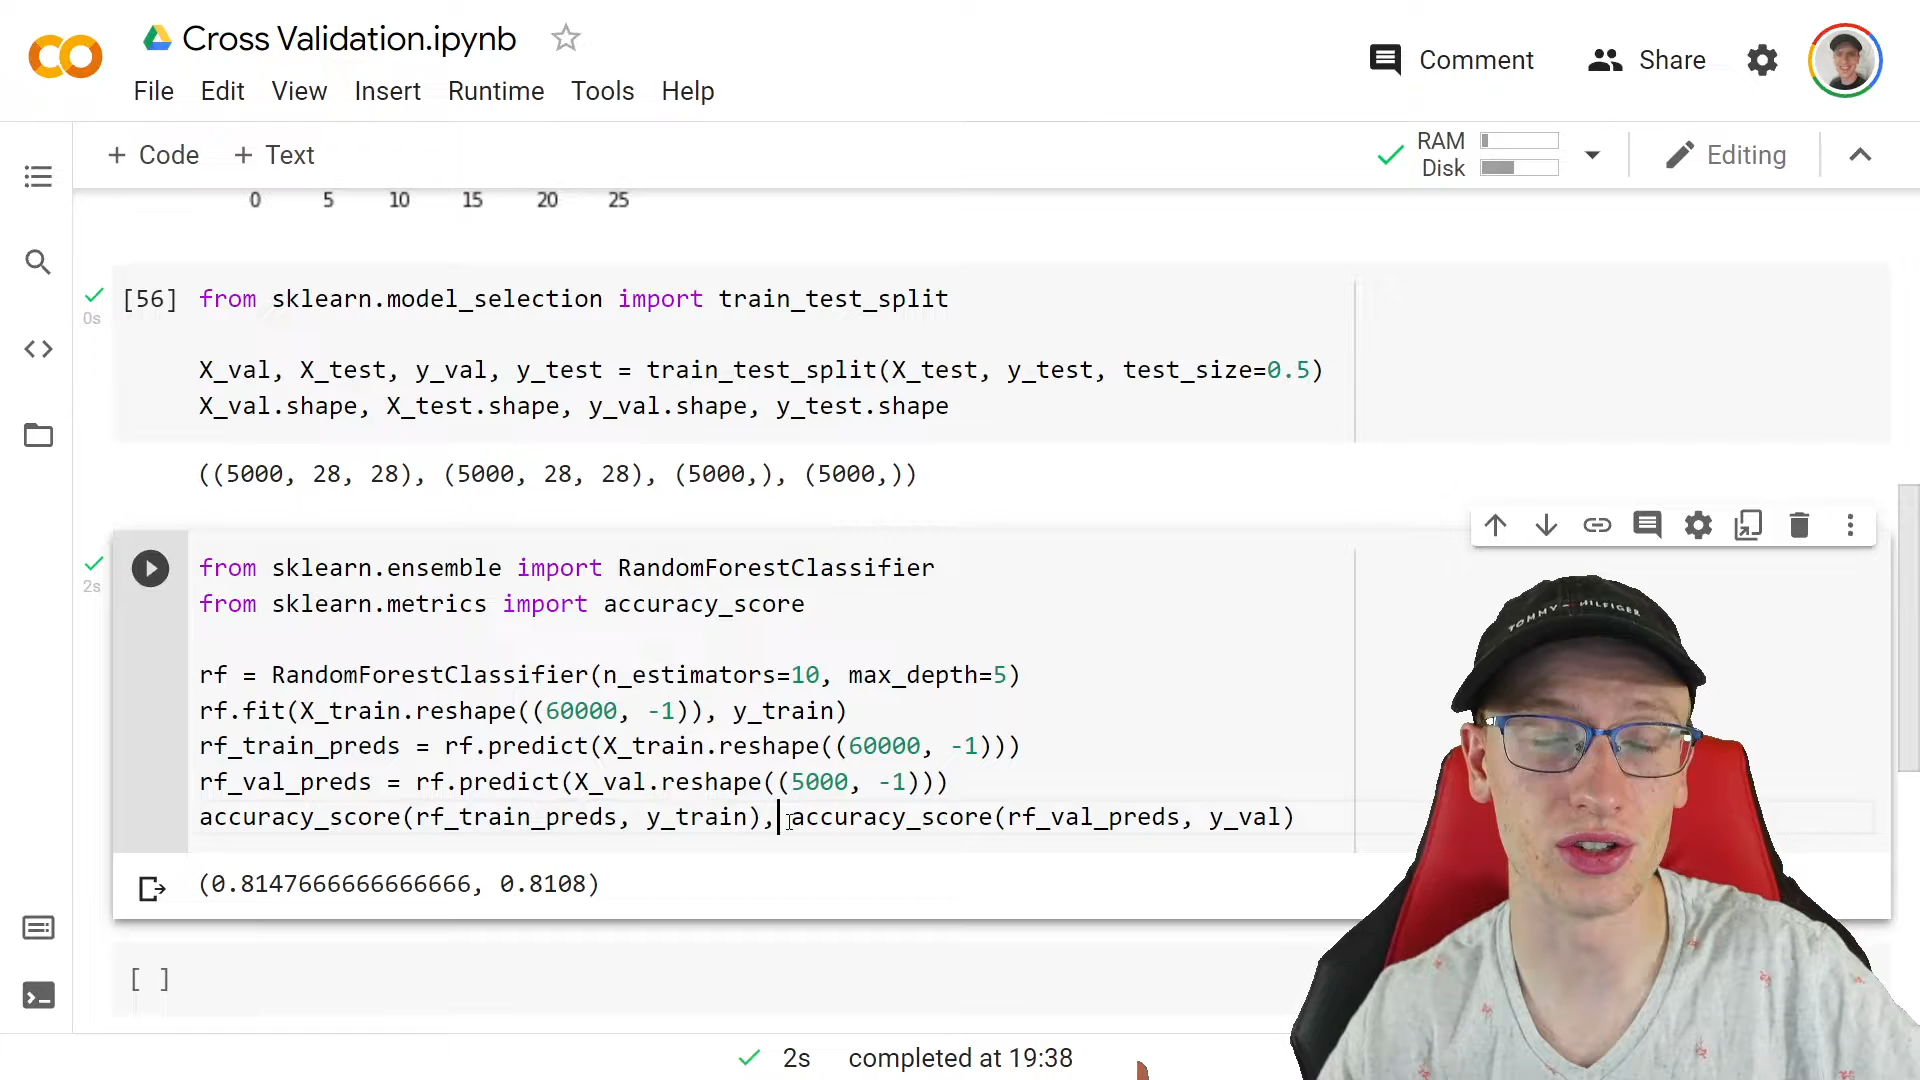 Cross Validation.ipynb
Comment
Share
File Edit View Insert Runtime Tools Help
+ Code + Text
RAM
Disk
Editing
0 5 10 15 20 25
0s
[56] from sklearn.model_selection import train_test_split
X_val, X_test, y_val, y_test = train_test_split(X_test, y_test, test_size=0.5)
X_val.shape, X_test.shape, y_val.shape, y_test.shape
((5000, 28, 28), (5000, 28, 28), (5000,), (5000,))
2s
from sklearn.ensemble import RandomForestClassifier
from sklearn.metrics import accuracy_score
rf = RandomForestClassifier(n_estimators=10, max_depth=5)
rf.fit(X_train.reshape((60000, -1)), y_train)
rf_train_preds = rf.predict(X_train.reshape((60000, -1)))
rf_val_preds = rf.predict(X_val.reshape((5000, -1)))
accuracy_score(rf_train_preds, y_train), accuracy_score(rf_val_preds, y_val)
(0.8147666666666666, 0.8108)
[ ]
2s completed at 19:38
TOMMY HILFIGER